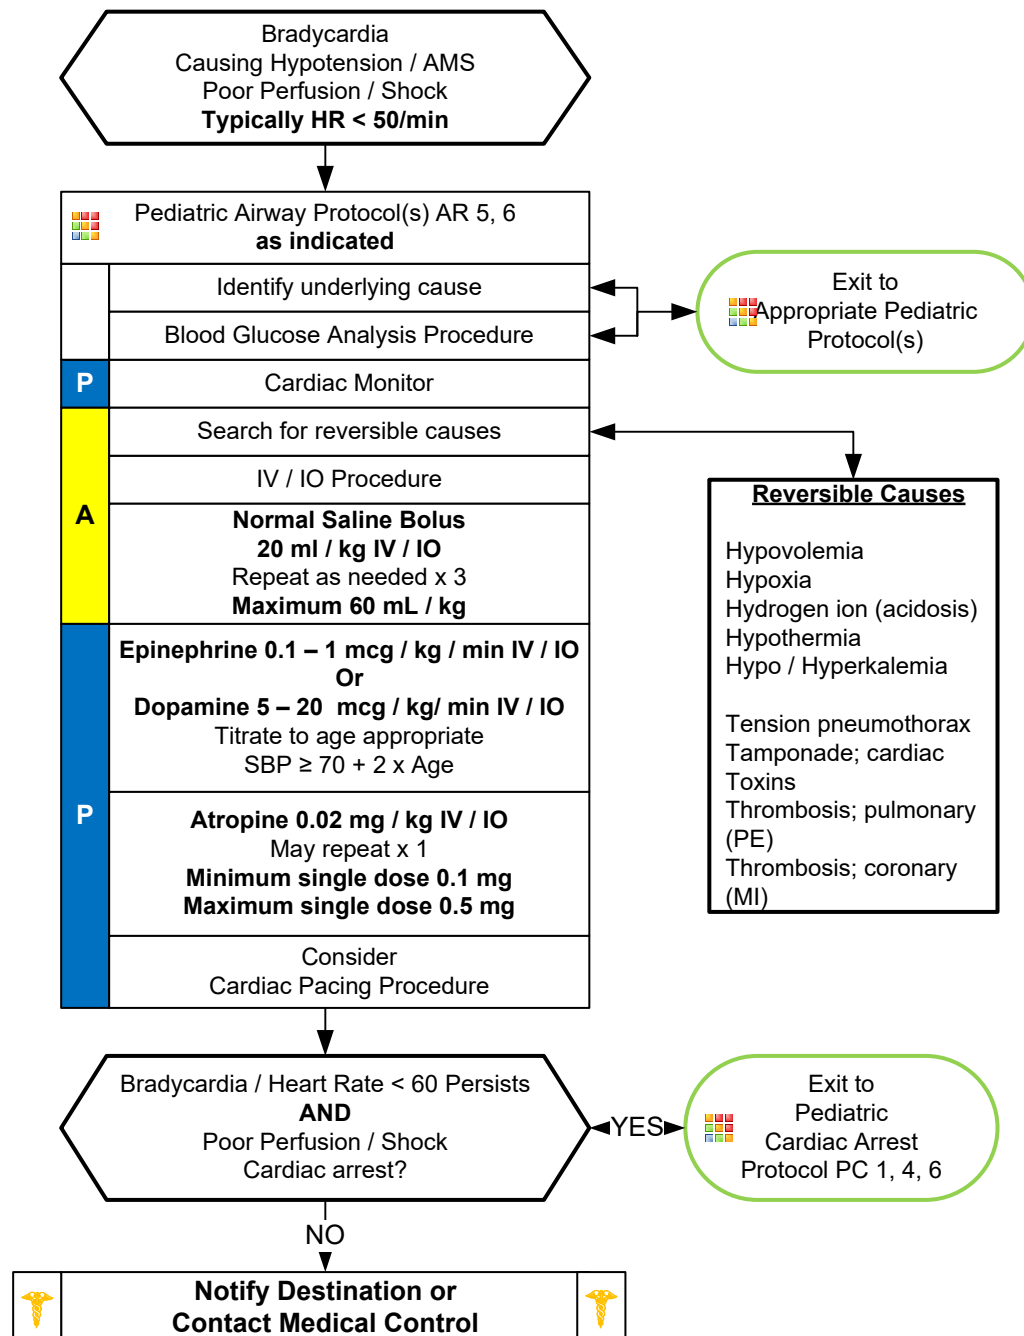 Bradycardia
Causing Hypotension / AMS
Poor Perfusion / Shock
Typically HR < 50/min
Pediatric Airway Protocol(s) AR 5, 6
as indicated
Identify underlying cause
Blood Glucose Analysis Procedure
Exit to
Appropriate Pediatric
Protocol(s)
P
Cardiac Monitor
A
Search for reversible causes
IV / IO Procedure
Normal Saline Bolus
20 ml / kg IV / IO
Repeat as needed x 3
Maximum 60 mL / kg
Reversible Causes
Hypovolemia
Hypoxia
Hydrogen ion (acidosis)
Hypothermia
Hypo / Hyperkalemia
Tension pneumothorax
Tamponade; cardiac
Toxins
Thrombosis; pulmonary
(PE)
Thrombosis; coronary
(MI)
P
Epinephrine 0.1 – 1 mcg / kg / min IV / IO
Or
Dopamine 5 – 20 mcg / kg/ min IV / IO
Titrate to age appropriate
SBP ≥ 70 + 2 x Age
Atropine 0.02 mg / kg IV / IO
May repeat x 1
Minimum single dose 0.1 mg
Maximum single dose 0.5 mg
Consider
Cardiac Pacing Procedure
Bradycardia / Heart Rate < 60 Persists
AND
Poor Perfusion / Shock
Cardiac arrest?
YES
Exit to
Pediatric
Cardiac Arrest
Protocol PC 1, 4, 6
NO
Notify Destination or
Contact Medical Control